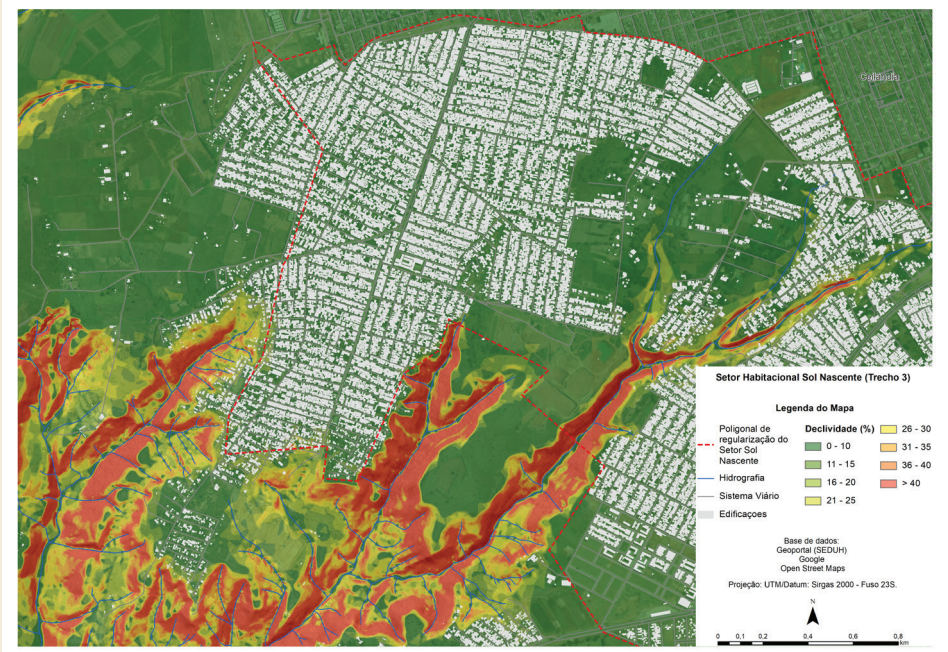 Ceilândia
Setor Habitacional Sol Nascente (Trecho 3)
Legenda do Mapa
Poligonal de
regularização do
Setor Sol
Nascente
Hidrografia
Sistema Viário
Edificaçoes
Declividade (%)
0 - 10
11 - 15
16 - 20
21 - 25
26 - 30
31 - 35
36 - 40
> 40
Base de dados:
Geoportal (SEDUH)
Google
Open Street Maps
Projeção: UTM/Datum: Sirgas 2000 - Fuso 23S.
N
0 0,1 0,2 0,4 0,6 0,8
km